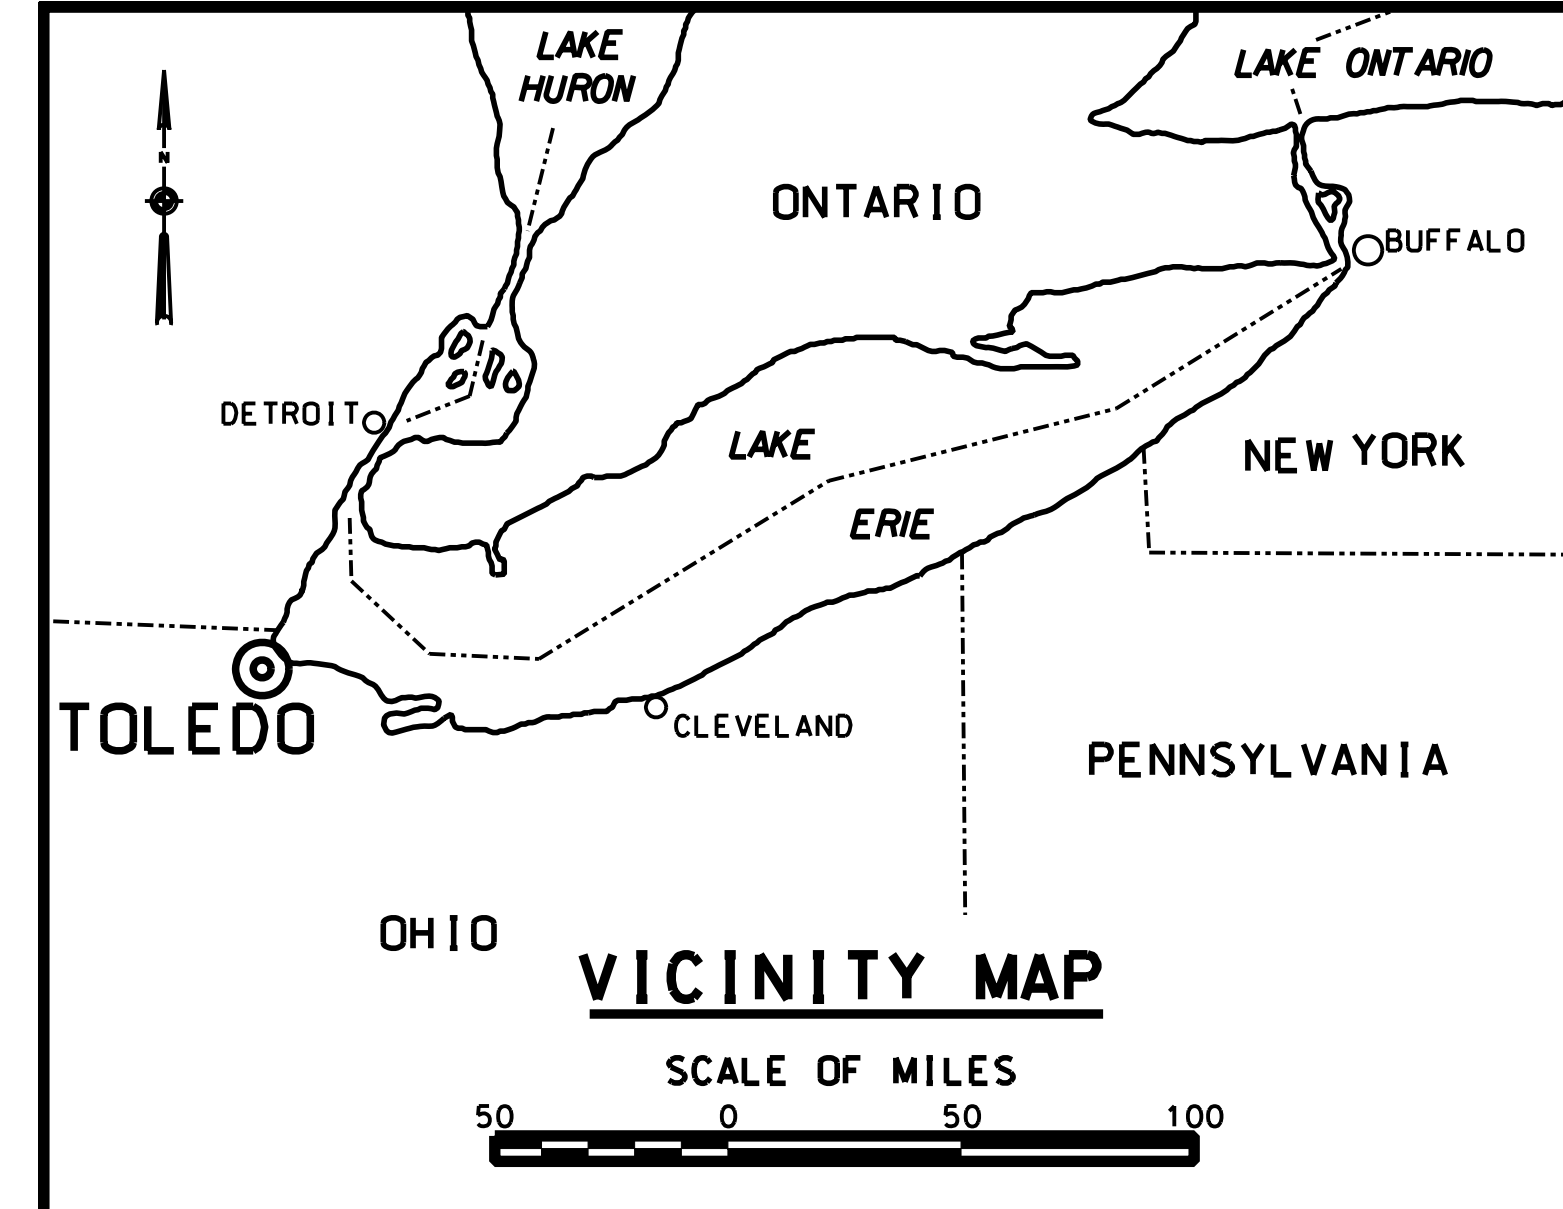 LAKE
HURON
LAKE ONTARIO
N
ONTARIO
BUFFALO
DETROIT
LAKE
ERIE
NEW YORK
TOLEDO
CLEVELAND
PENNSYLVANIA
OHIO
VICINITY MAP
SCALE OF MILES
50 0 50 100